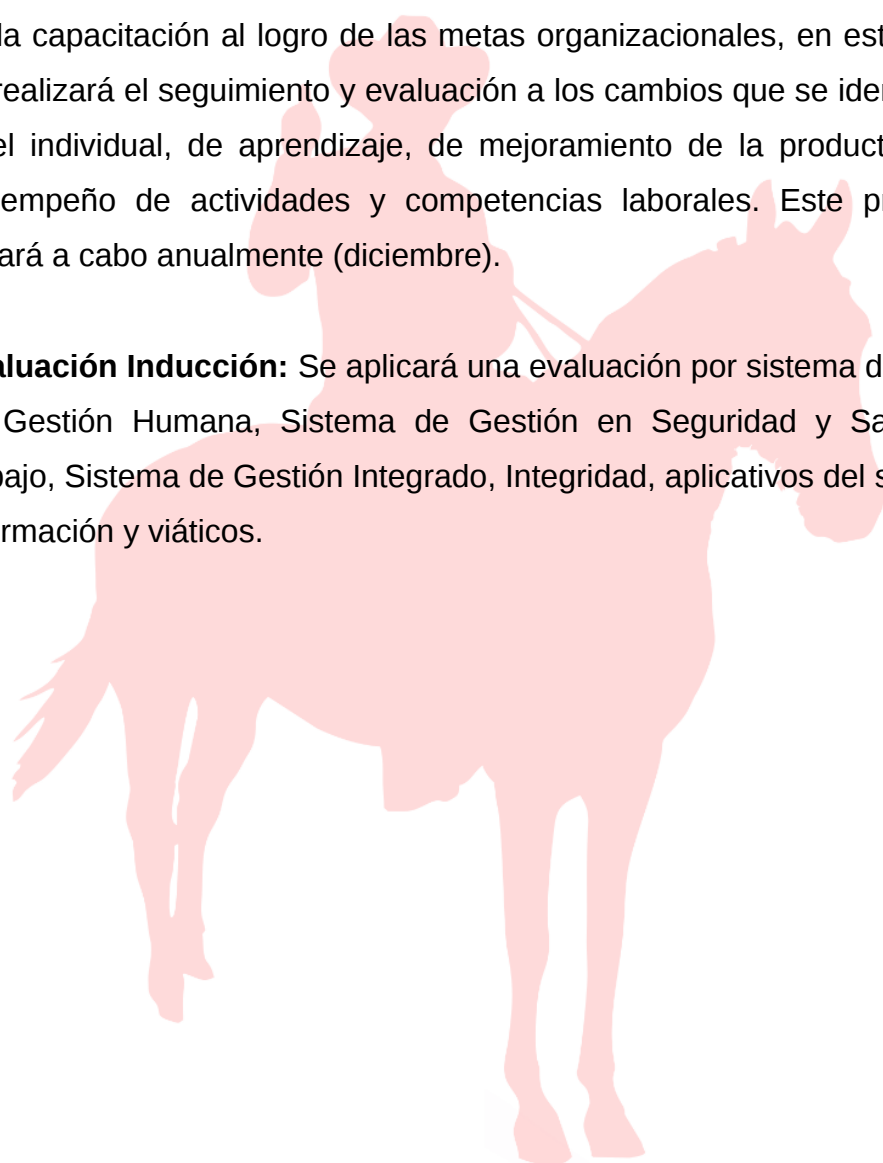 la capacitación al logro de las metas organizacionales, en est
realizará el seguimiento y evaluación a los cambios que se iden
el individual, de aprendizaje, de mejoramiento de la product
empeño de actividades y competencias laborales. Este pr
ará a cabo anualmente (diciembre).
aluación Inducción: Se aplicará una evaluación por sistema d
Gestión Humana, Sistema de Gestión en Seguridad y Sa
bajo, Sistema de Gestión Integrado, Integridad, aplicativos del s
rmación y viáticos.